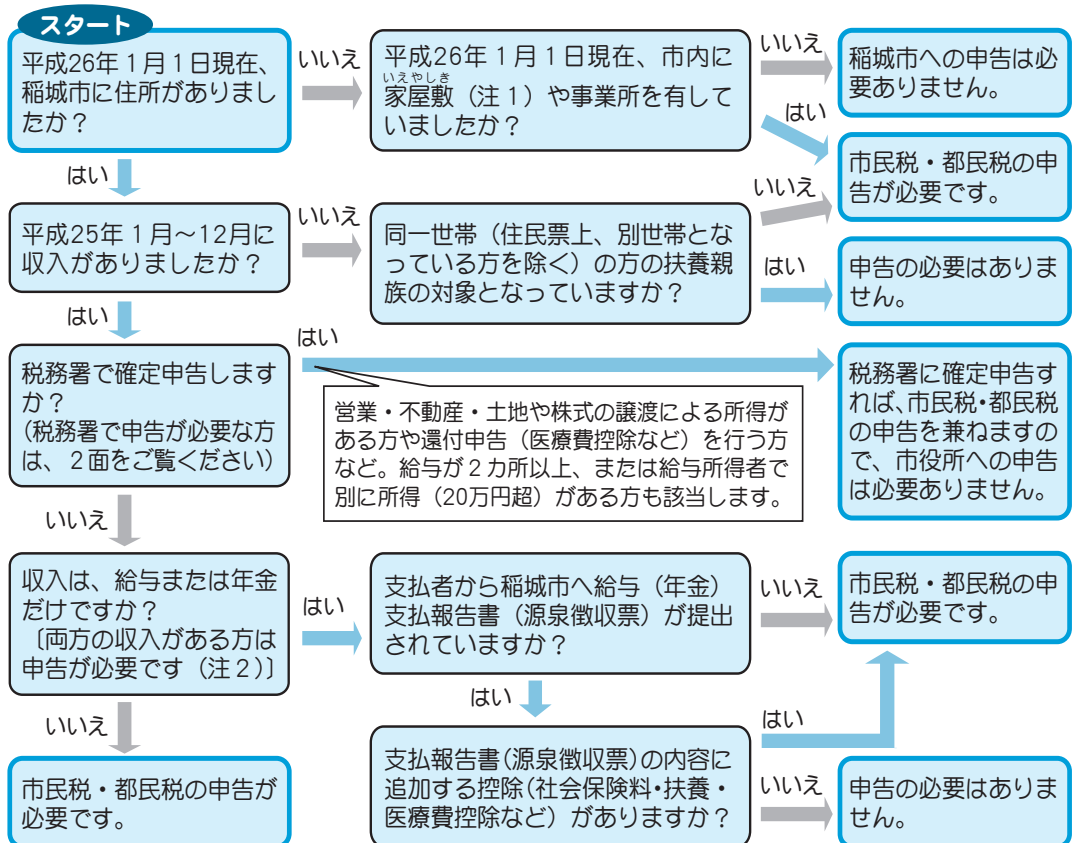 スタート
平成26年1月1日現在、
稲城市に住所がありまし
たか?
いいえ
平成26年1月1日現在、市内に
いえやしき
家屋敷(注1)や事業所を有して
いましたか?
いいえ
稲城市への申告は必
要ありません。
はい
市民税・都民税の申
告が必要です。
はい
平成25年1月~12月に
収入がありましたか?
いいえ
同一世帯(住民票上、別世帯とな
っている方を除く)の方の扶養親
族の対象となっていますか?
いいえ
はい
申告の必要はありま
せん。
はい
税務署で確定申告します
か?
(税務署で申告が必要な方
は、2面をご覧ください)
はい
営業・不動産・土地や株式の譲渡による所得が
ある方や還付申告(医療費控除など)を行う方
など。給与が2カ所以上、または給与所得者で
別に所得(20万円超)がある方も該当します。
税務署に確定申告す
れば、市民税・都民税
の申告を兼ねますの
で、市役所への申告
は必要ありません。
いいえ
収入は、給与または年金
だけですか?
〔両方の収入がある方は
申告が必要です(注2)〕
はい
支払者から稲城市へ給与(年金)
支払報告書(源泉徴収票)が提出
されていますか?
いいえ
市民税・都民税の申
告が必要です。
いいえ
市民税・都民税の申告が
必要です。
はい
支払報告書(源泉徴収票)の内容に
追加する控除(社会保険料・扶養・
医療費控除など)がありますか?
はい
いいえ
申告の必要はありま
せん。